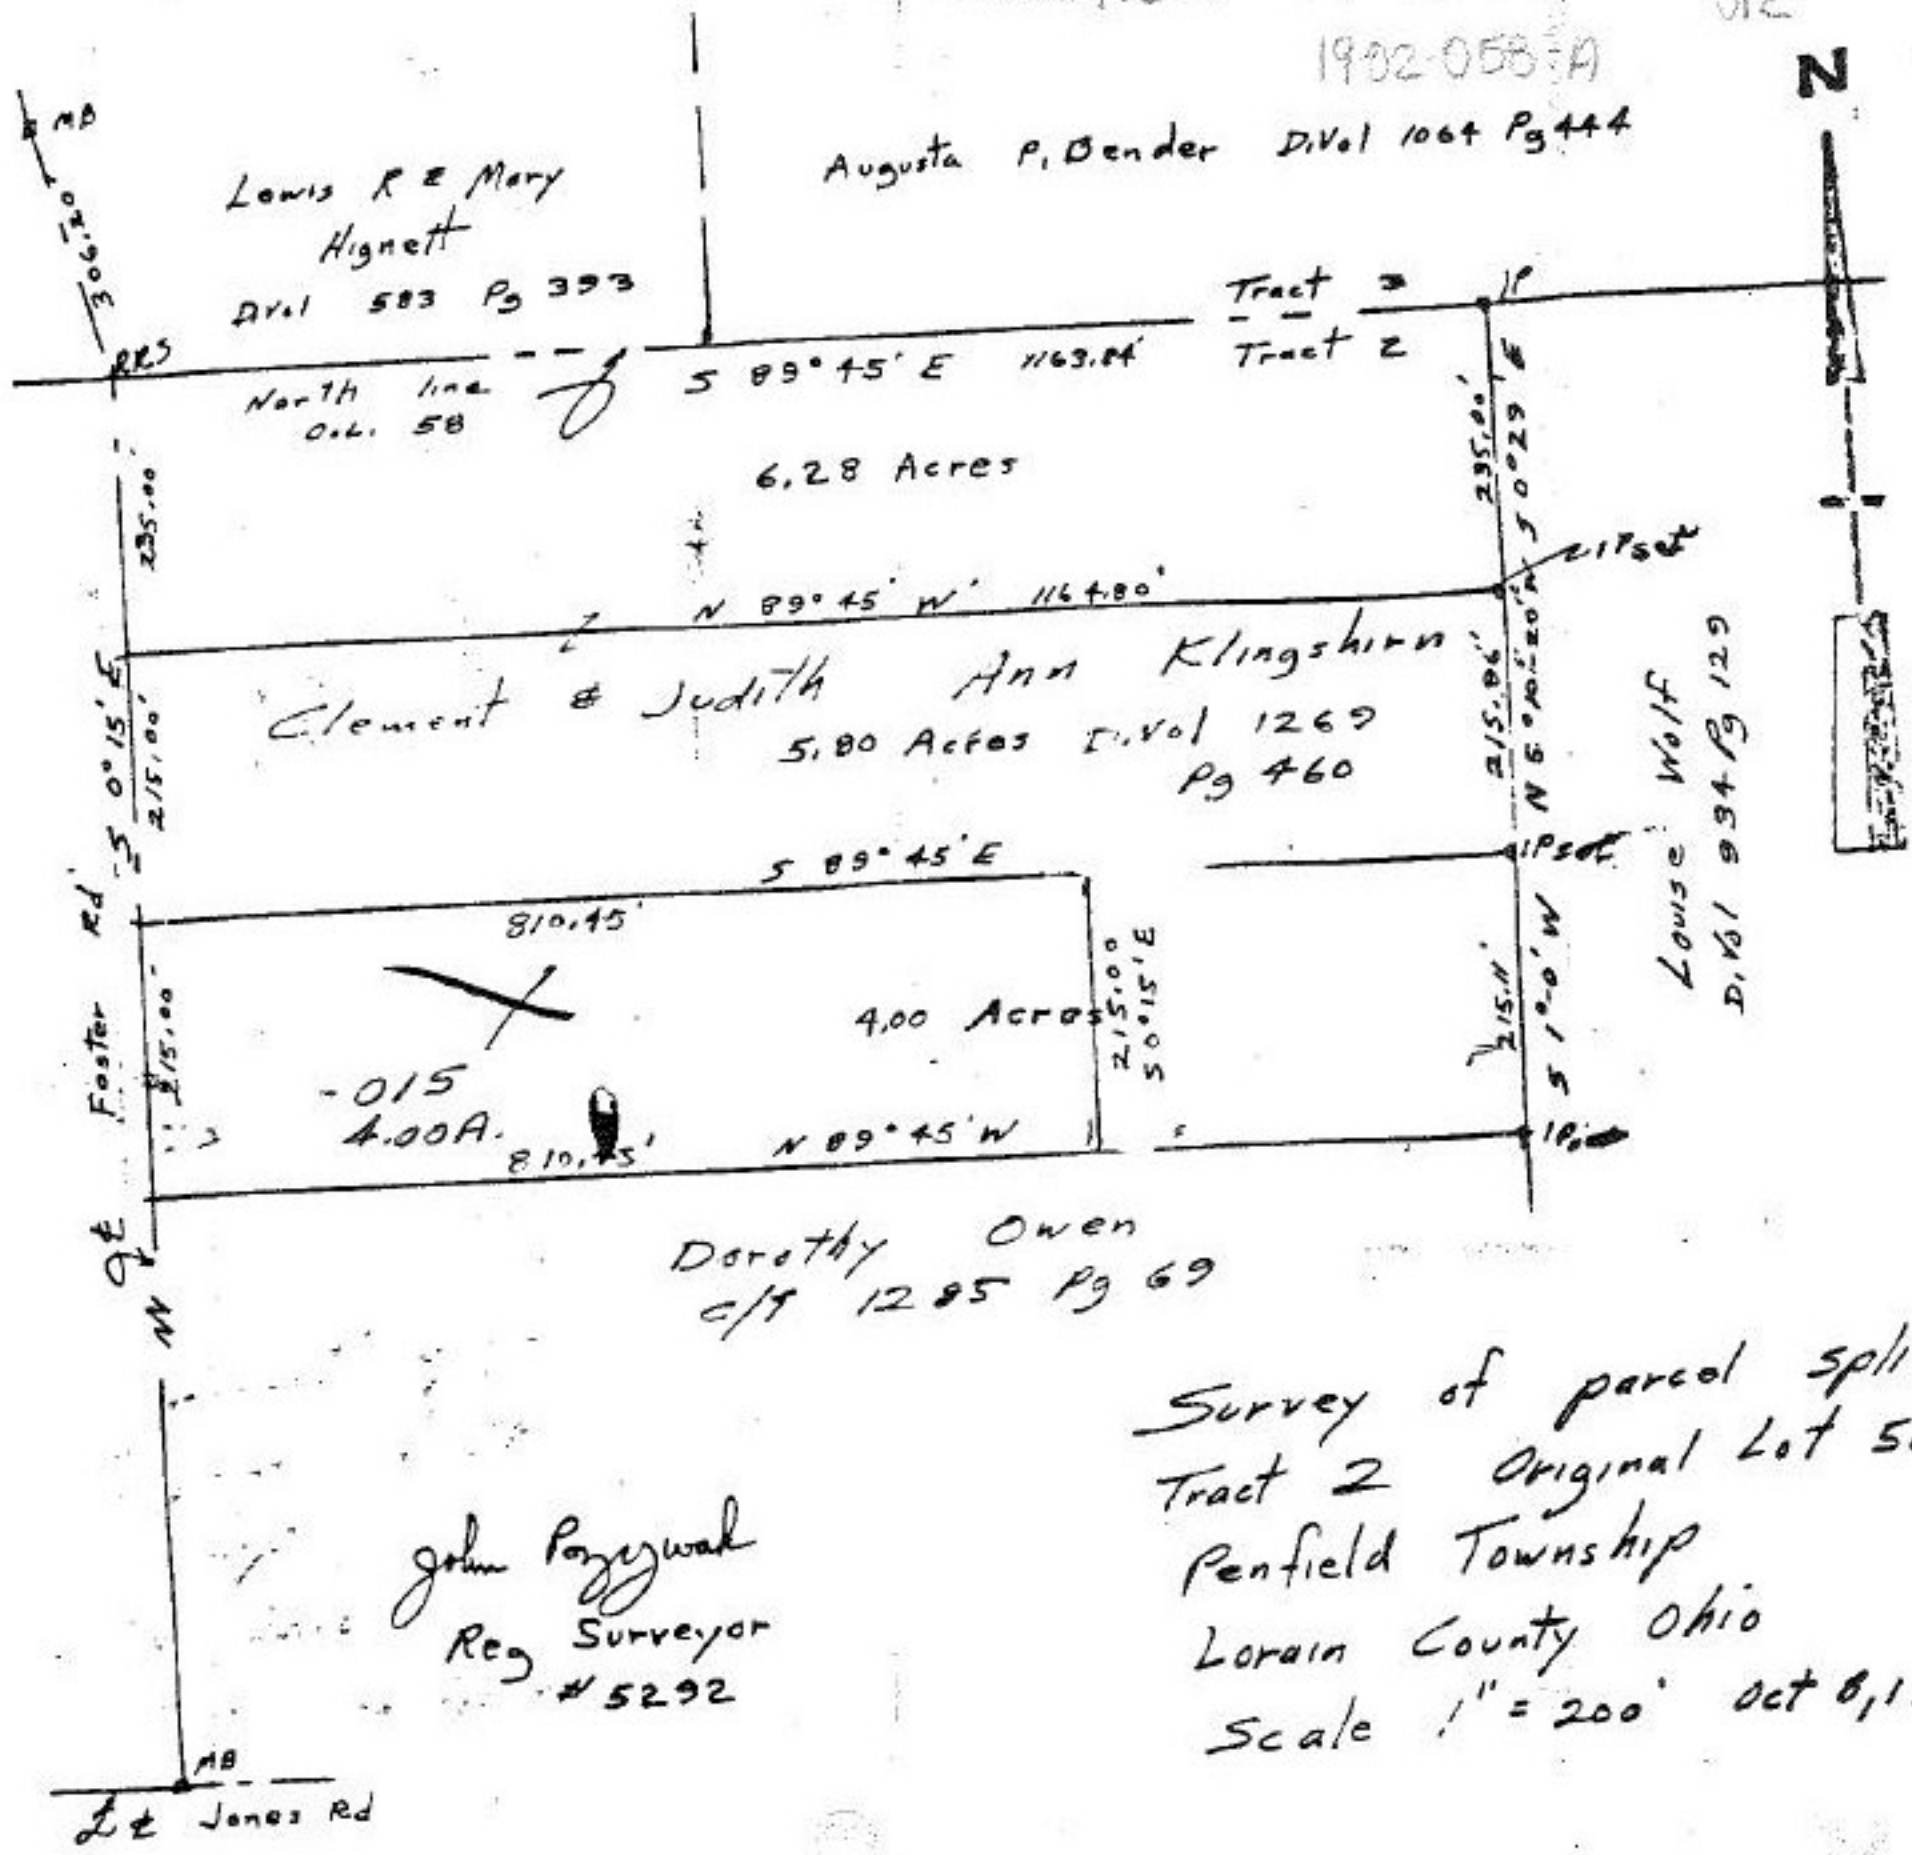 1982-058-A
N
MB
306.20'
Lewis R & Mary
Hignett
D.Vol 583 Pg 393
Augusta P. Bender D.Vol 1064 Pg 444
RRS
Tract 3
IP
North line
O.L. 58
S 89° 45' E 1163.84'
Tract 2
235.00'
6.28 Acres
235.00'
S 0° 29' E
IP set
N 89° 45' W 1164.80'
Clement & Judith Ann Klingshirn
5.80 Acres D.Vol 1269
Pg 460
S 0° 15' E
215.00'
215.86'
Louise Wolf
D.Vol 934 Pg 129
S 89° 45' E
810.45'
IP set
Foster Rd
215.00'
4.00 Acres
215.00
S 0° 15' E
215.11'
S 1°-0' W
-015
4.00A.
810.45'
N 89° 45' W
Dorothy Owen
C/T 1285 Pg 69
N
John Pozywak
Reg Surveyor
# 5292
Survey of parcel
Tract 2 Original Lot
Penfield Township
Lorain County Ohio
Scale 1" = 200' Oct 8,
MB
Jones Rd